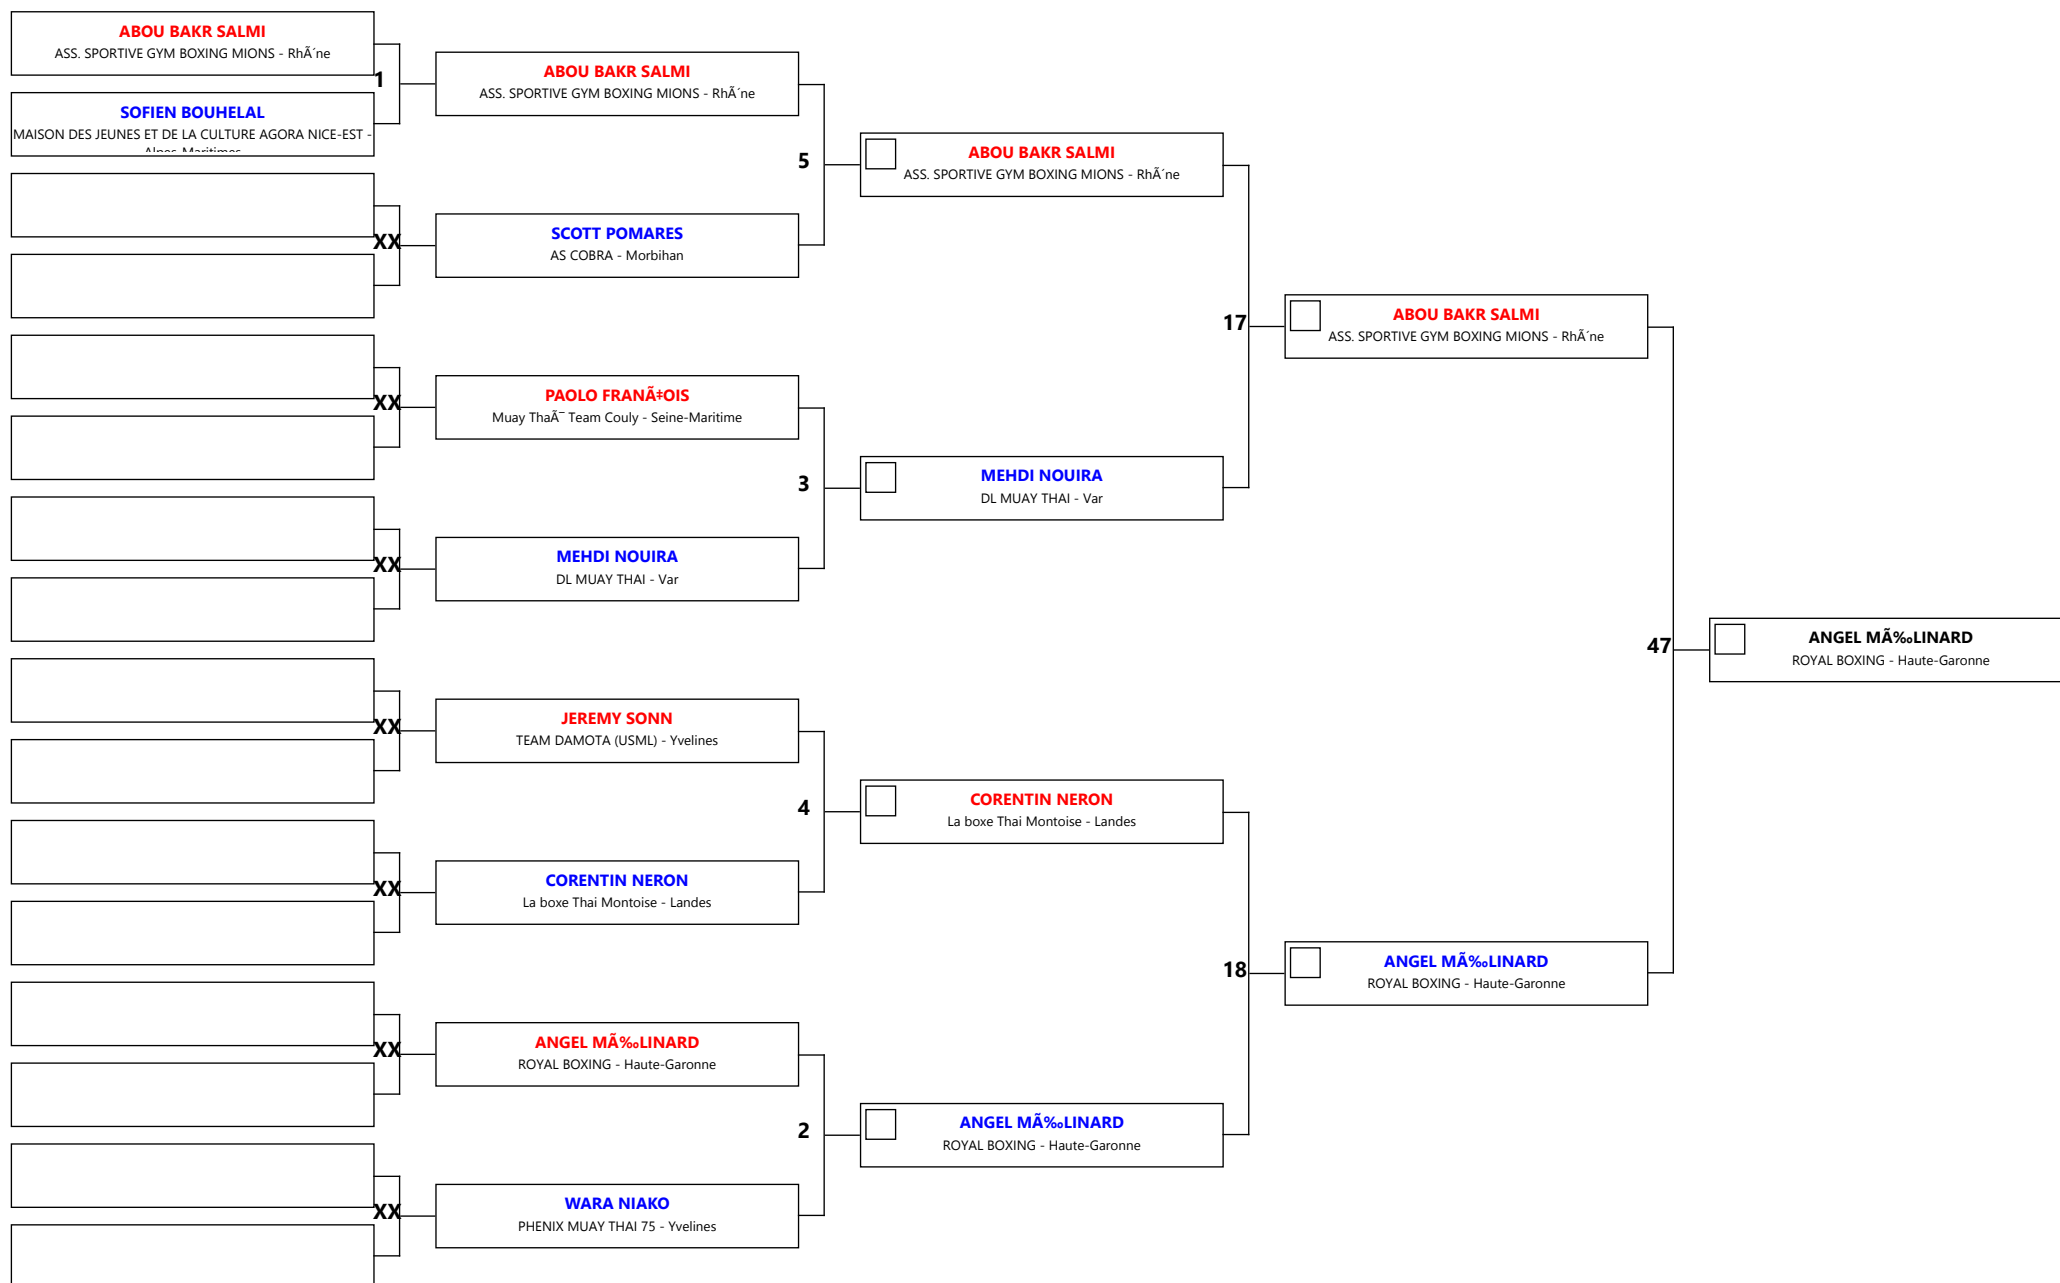 ABOU BAKR SALMI
ASS. SPORTIVE GYM BOXING MIONS - RhÃ´ne
1
SOFIEN BOUHELAL
MAISON DES JEUNES ET DE LA CULTURE AGORA NICE-EST -
Alpes-Maritimes
XX
XX
XX
XX
XX
XX
XX
ABOU BAKR SALMI
ASS. SPORTIVE GYM BOXING MIONS - RhÃ´ne
5
SCOTT POMARES
AS COBRA - Morbihan
PAOLO FRANÃ‡OIS
Muay ThaÃ¯ Team Couly - Seine-Maritime
3
MEHDI NOUIRA
DL MUAY THAI - Var
JEREMY SONN
TEAM DAMOTA (USML) - Yvelines
4
CORENTIN NERON
La boxe Thai Montoise - Landes
ANGEL MÃ‰LINARD
ROYAL BOXING - Haute-Garonne
2
WARA NIAKO
PHENIX MUAY THAI 75 - Yvelines
ABOU BAKR SALMI
ASS. SPORTIVE GYM BOXING MIONS - RhÃ´ne
17
MEHDI NOUIRA
DL MUAY THAI - Var
CORENTIN NERON
La boxe Thai Montoise - Landes
18
ANGEL MÃ‰LINARD
ROYAL BOXING - Haute-Garonne
ABOU BAKR SALMI
ASS. SPORTIVE GYM BOXING MIONS - RhÃ´ne
47
ANGEL MÃ‰LINARD
ROYAL BOXING - Haute-Garonne
ANGEL MÃ‰LINARD
ROYAL BOXING - Haute-Garonne